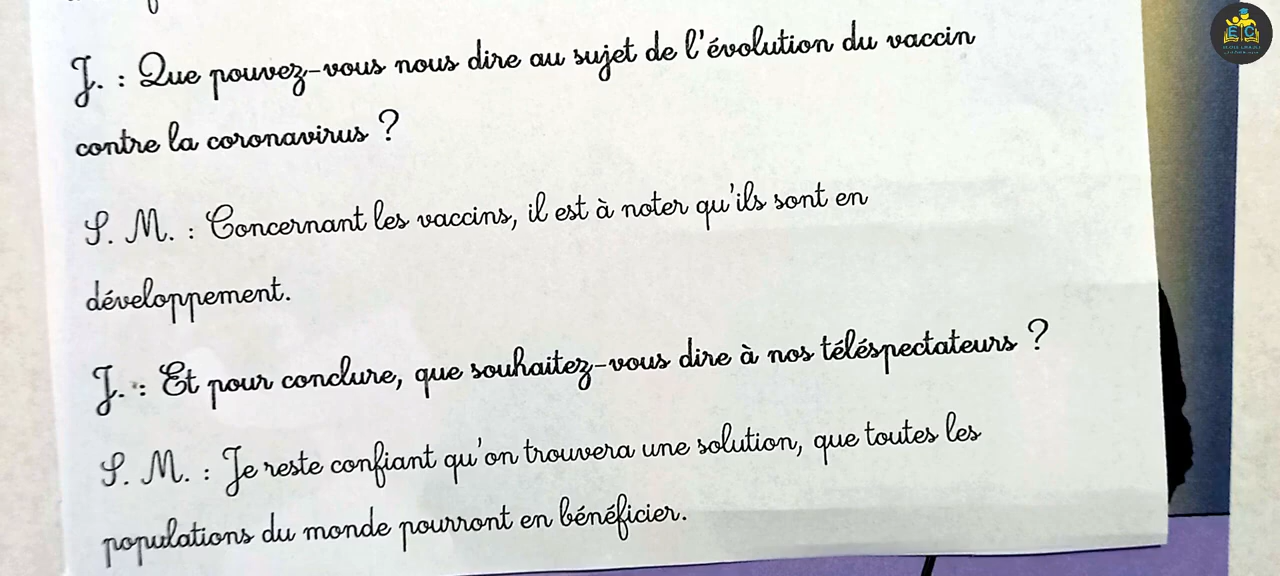 J. : Que pouvez-vous nous dire au sujet de l'évolution du vaccin
contre la coronavirus ?
S. M. : Concernant les vaccins, il est à noter qu'ils sont en
développement.
J. : Et pour conclure, que souhaitez-vous dire à nos téléspectateurs ?
S. M. : Je reste confiant qu'on trouvera une solution, que toutes les
populations du monde pourront en bénéficier.
EC